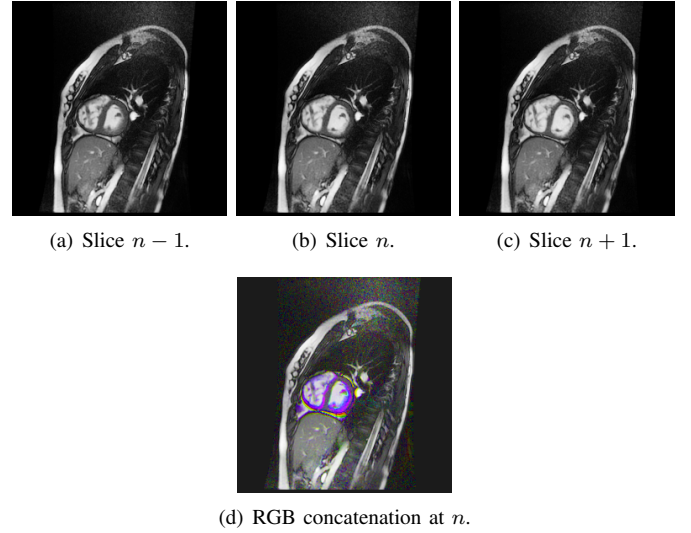 (a) Slice n − 1.
(b) Slice n.
(c) Slice n + 1.
(d) RGB concatenation at n.